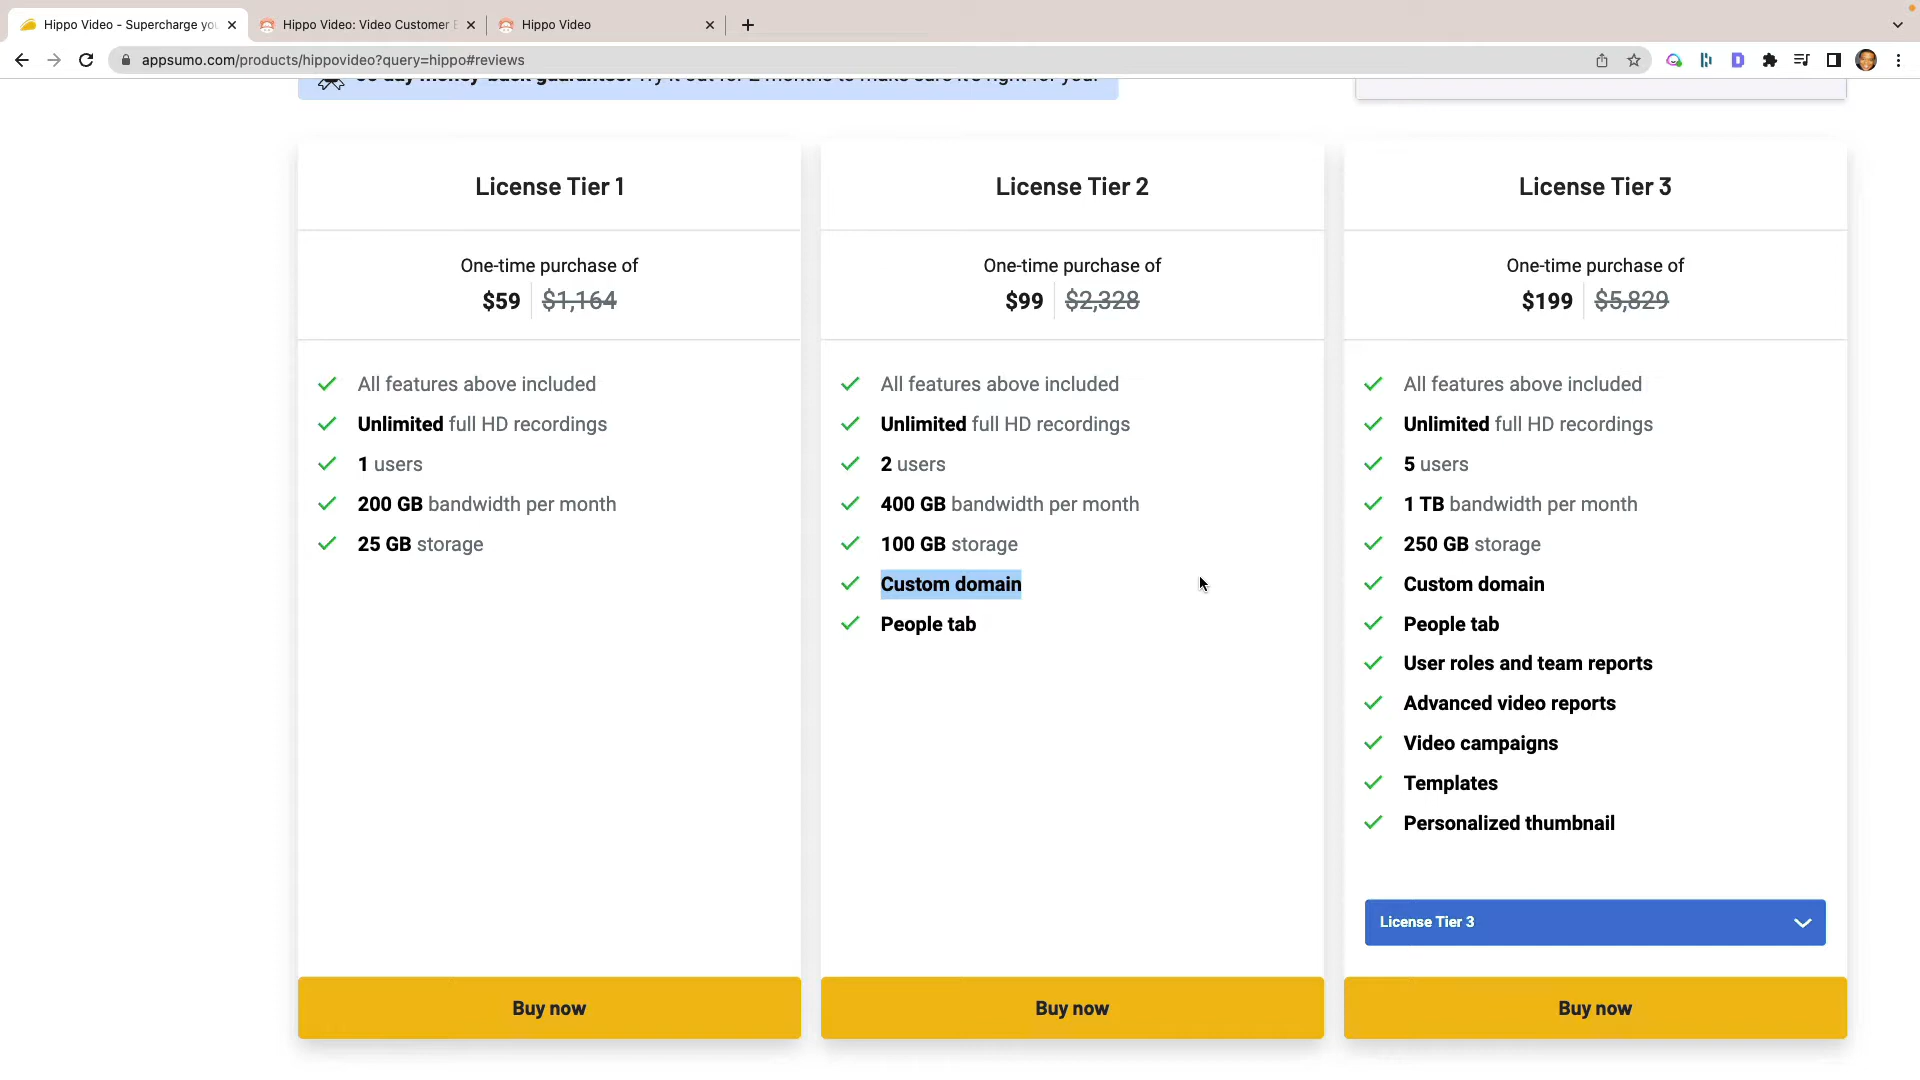 Hippo Video - Supercharge you
Hippo Video: Video Customer E
Hippo Video
appsumo.com/products/hippovideo?query=hippo#reviews
License Tier 1
One-time purchase of
$59 $1,164
All features above included
Unlimited full HD recordings
1 users
200 GB bandwidth per month
25 GB storage
Buy now
License Tier 2
One-time purchase of
$99 $2,328
All features above included
Unlimited full HD recordings
2 users
400 GB bandwidth per month
100 GB storage
Custom domain
People tab
Buy now
License Tier 3
One-time purchase of
$199 $5,829
All features above included
Unlimited full HD recordings
5 users
1 TB bandwidth per month
250 GB storage
Custom domain
People tab
User roles and team reports
Advanced video reports
Video campaigns
Templates
Personalized thumbnail
License Tier 3
Buy now